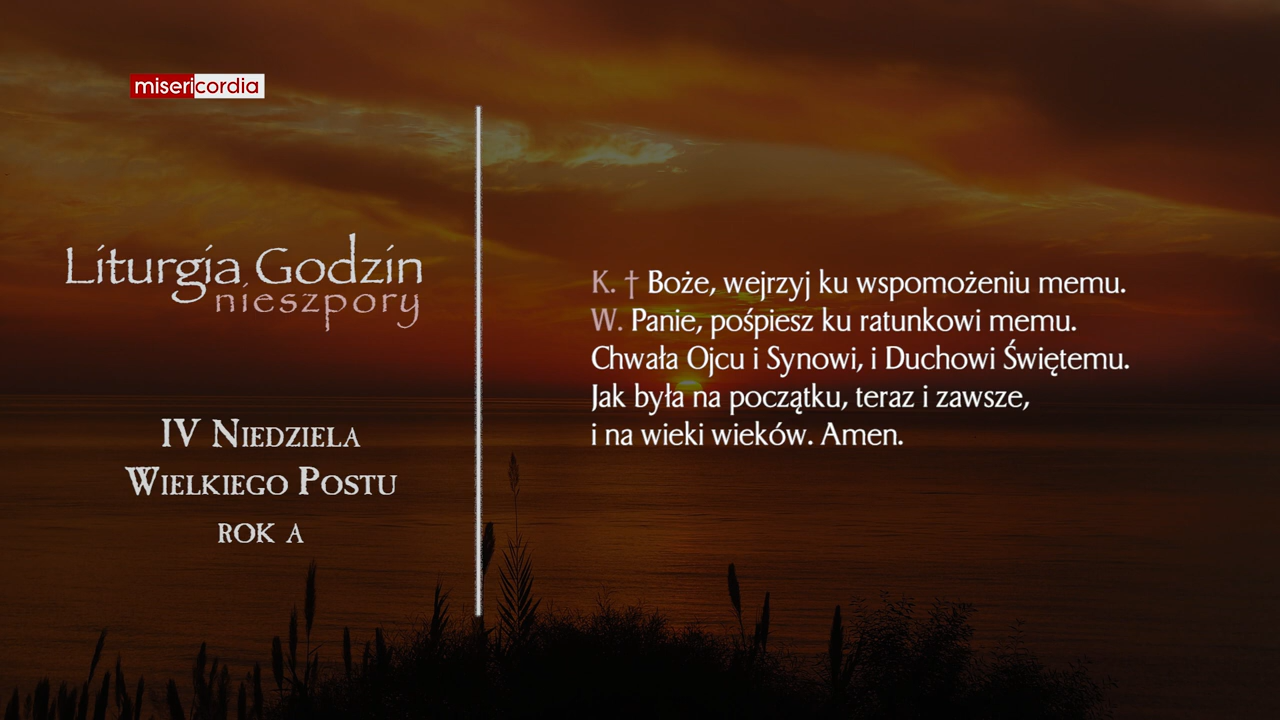 misericordia
Liturgia Godzin
nieszpory
IV Niedziela
Wielkiego Postu
rok a
K. † Boże, wejrzyj ku wspomożeniu memu.
W. Panie, pośpiesz ku ratunkowi memu.
Chwała Ojcu i Synowi, i Duchowi Świętemu.
Jak była na początku, teraz i zawsze,
i na wieki wieków. Amen.